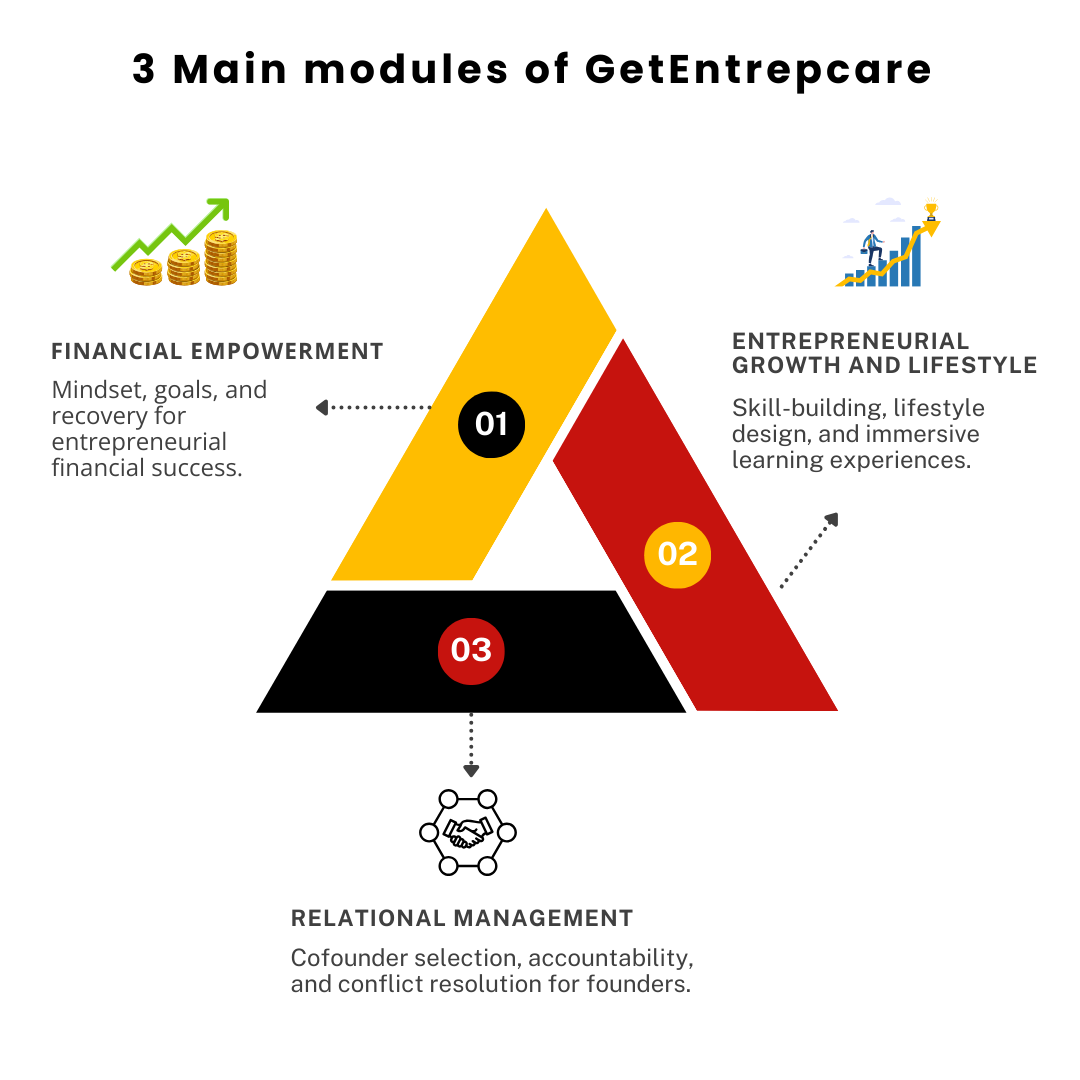 3 Main modules of GetEntrepcare
FINANCIAL EMPOWERMENT
Mindset, goals, and
recovery for
entrepreneurial
financial success.
01
ENTREPRENEURIAL
GROWTH AND LIFESTYLE
Skill-building, lifestyle
design, and immersive
learning experiences.
02
03
RELATIONAL MANAGEMENT
Cofounder selection, accountability,
and conflict resolution for founders.